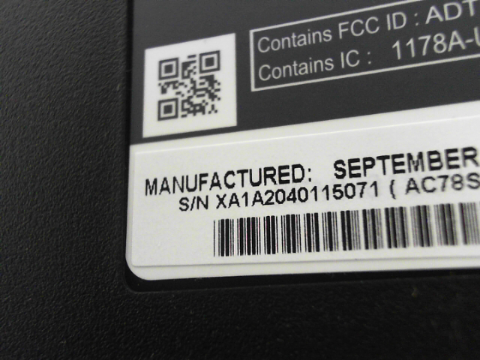 Contains FCC ID : ADT
Contains IC : 1178A-U
MANUFACTURED: SEPTEMBER
S/N XA1A2040115071 ( AC78S